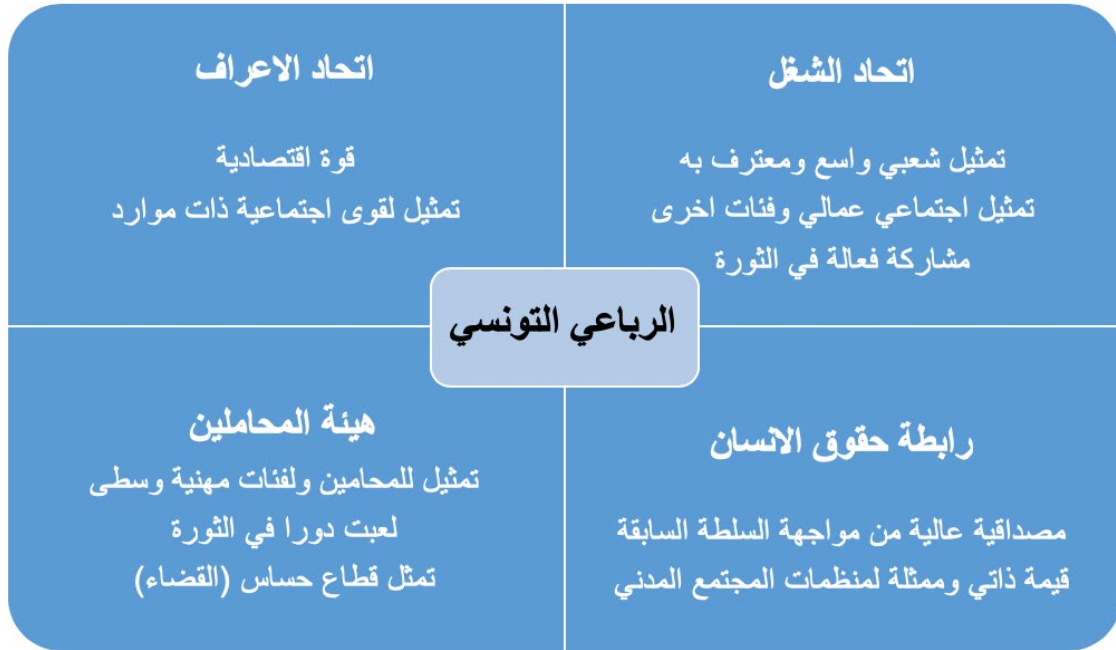 اتحاد الشغل
تمثيل شعبي واسع ومعترف به
تمثيل اجتماعي عمالي وفئات اخرى
مشاركة فعالة في الثورة
اتحاد الاعراف
قوة اقتصادية
تمثيل لقوى اجتماعية ذات موارد
الرباعي التونسي
رابطة حقوق الانسان
مصداقية عالية من مواجهة السلطة السابقة
قيمة ذاتي وممثلة لمنظمات المجتمع المدني
هيئة المحاملين
تمثيل للمحامين ولفئات مهنية وسطى
لعبت دورا في الثورة
تمثل قطاع حساس (القضاء)